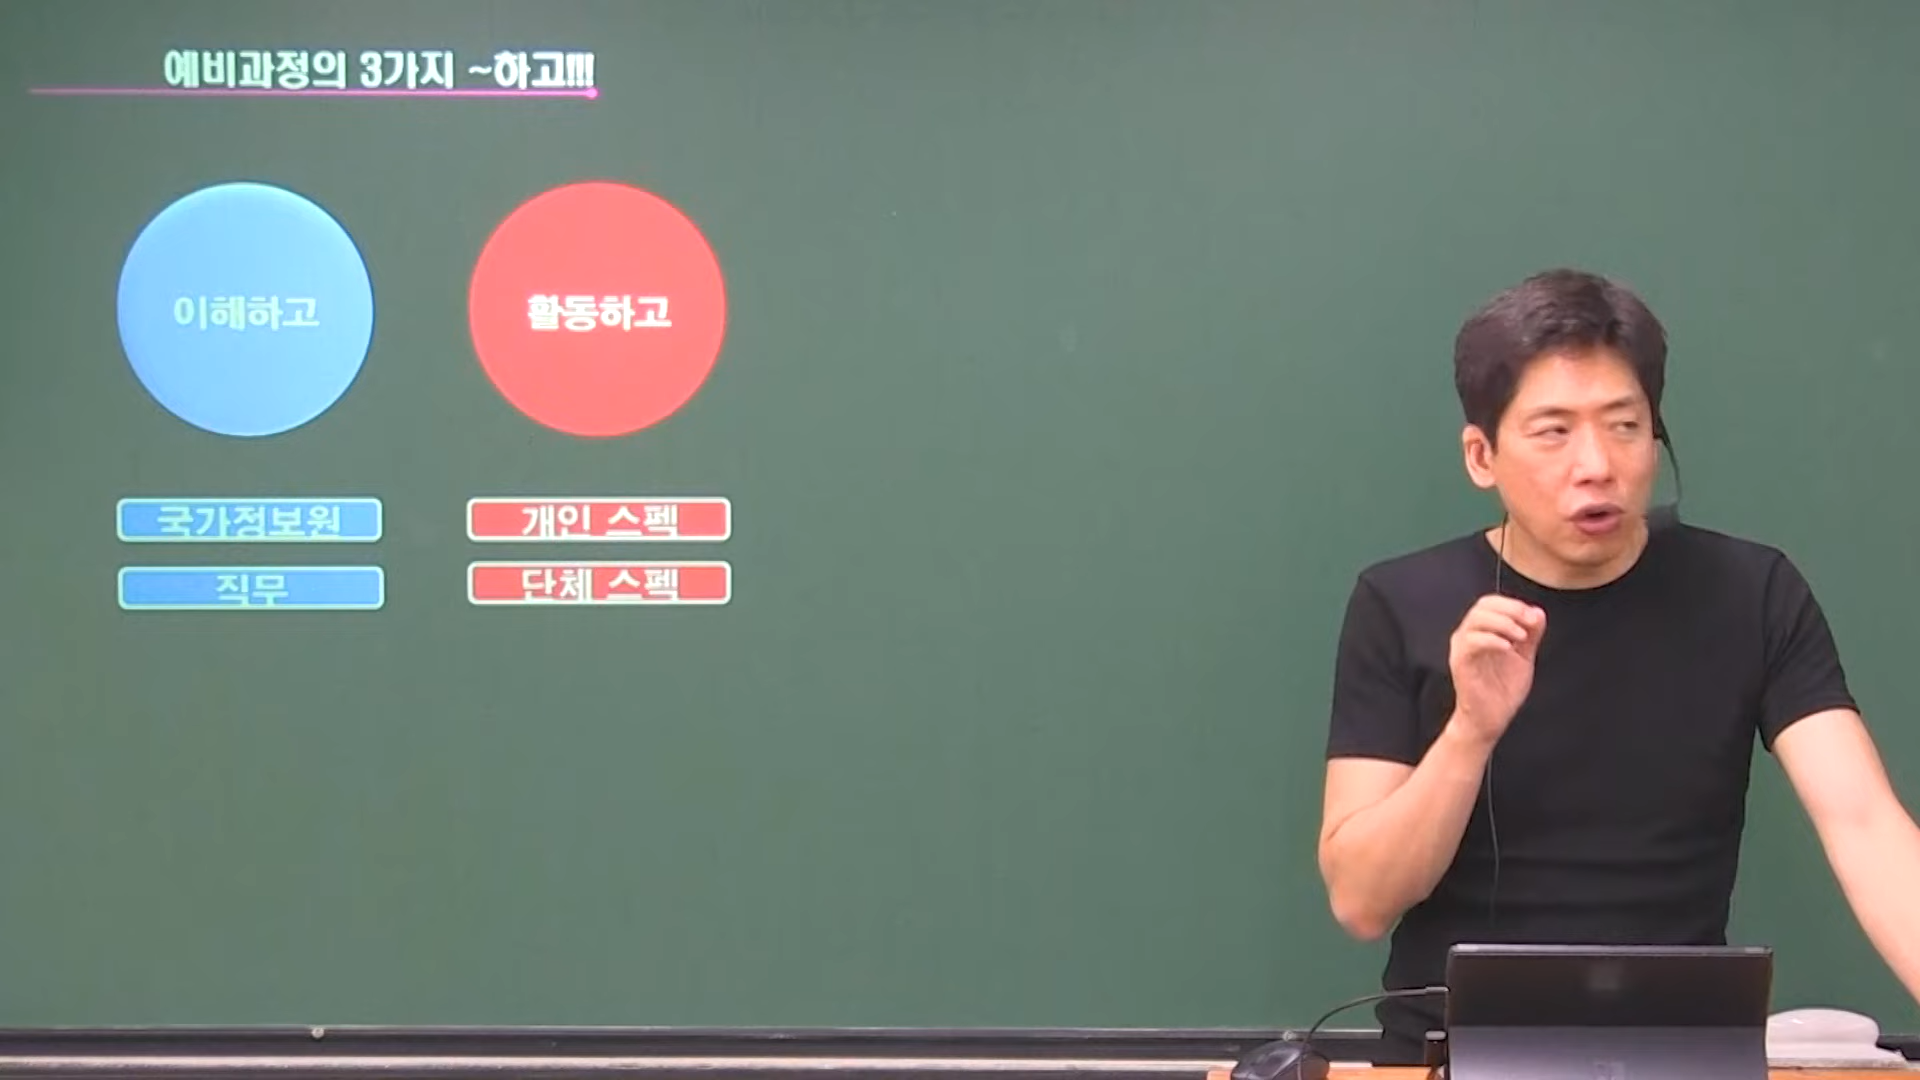 예비과정의 3가지 ~하고!!!
이해하고
활동하고
국가정보원
개인 스펙
직무
단체 스펙